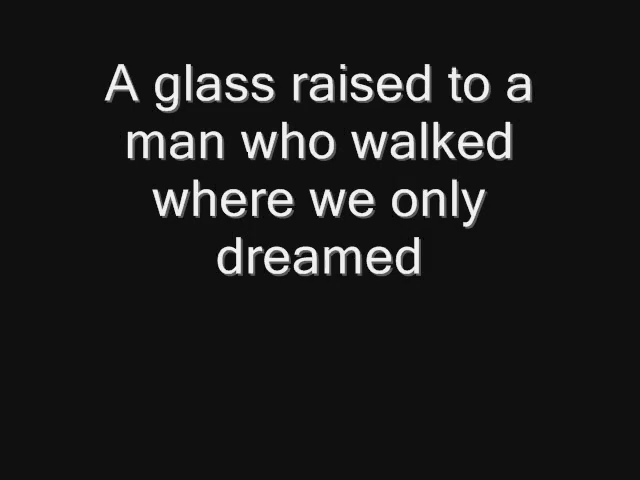 A glass raised to a
man who walked
where we only
dreamed